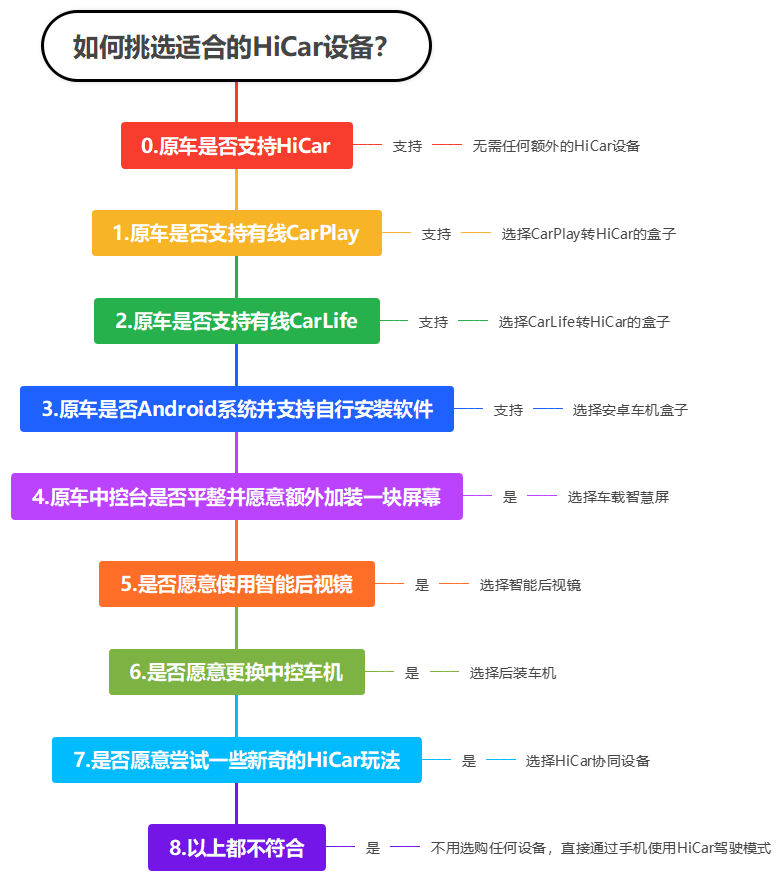 如何挑选适合的HiCar设备?
0.原车是否支持HiCar 支持 无需任何额外的HiCar设备
1.原车是否支持有线CarPlay 支持 选择CarPlay转HiCar的盒子
2.原车是否支持有线CarLife 支持 选择CarLife转HiCar的盒子
3.原车是否Android系统并支持自行安装软件 支持 选择安卓车机盒子
4.原车中控台是否平整并愿意额外加装一块屏幕 是 选择车载智慧屏
5.是否愿意使用智能后视镜 是 选择智能后视镜
6.是否愿意更换中控车机 是 选择后装车机
7.是否愿意尝试一些新奇的HiCar玩法 是 选择HiCar协同设备
8.以上都不符合 是 不用选购任何设备，直接通过手机使用HiCar驾驶模式